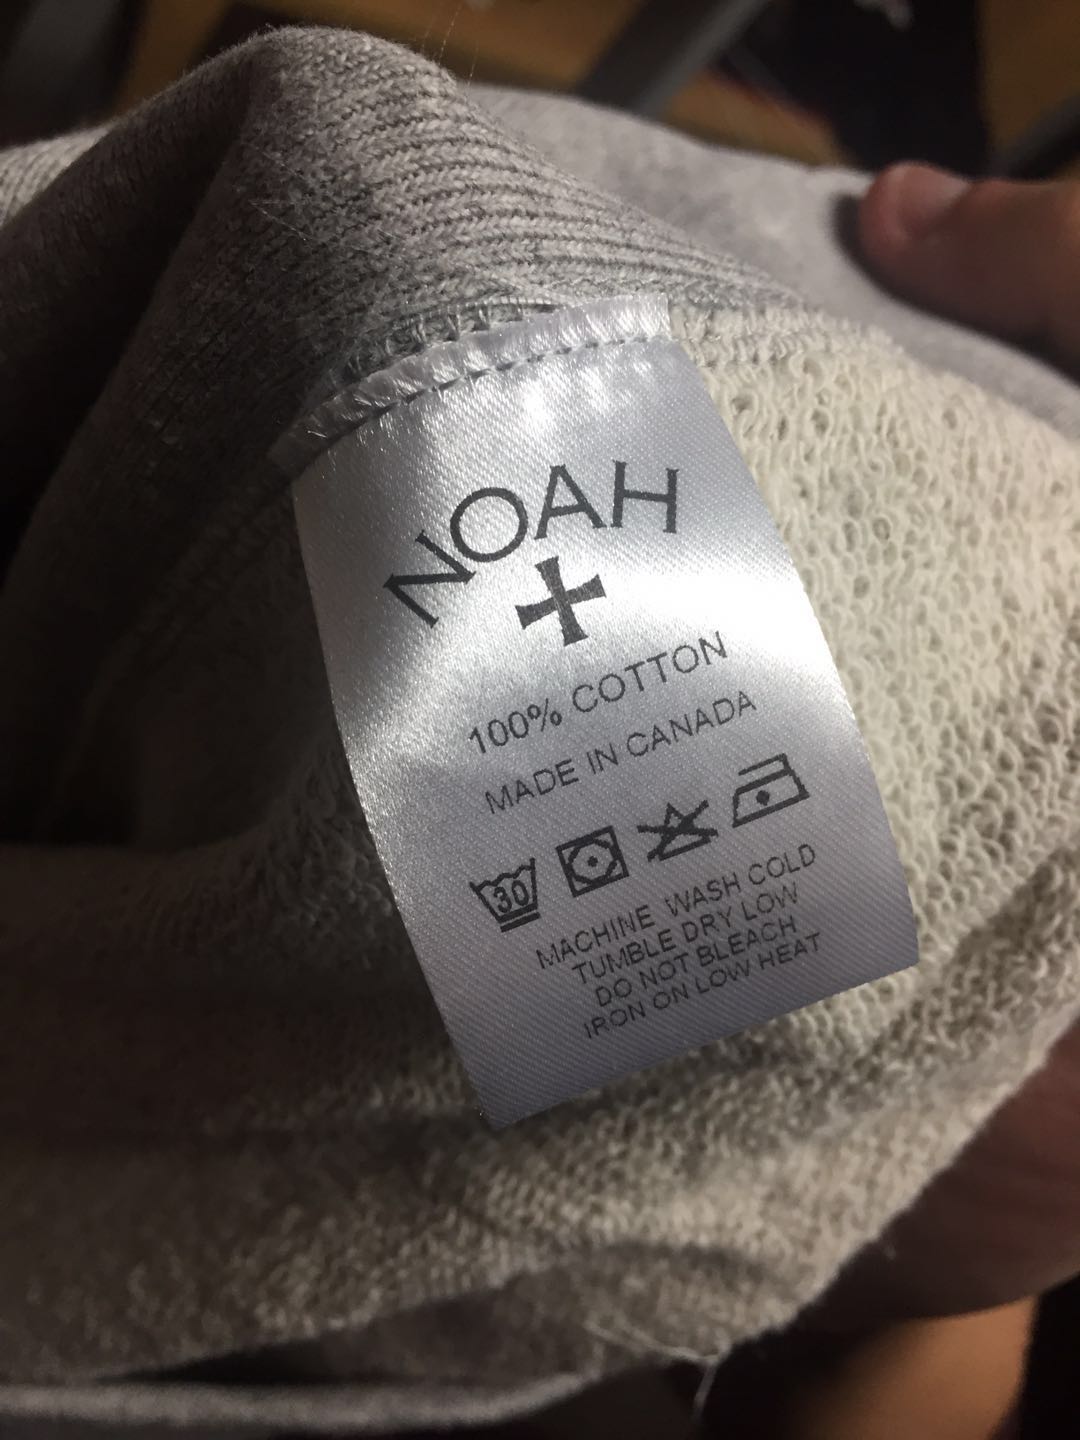 NOAH
100% COTTON
MADE IN CANADA
30
MACHINE WASH COLD
TUMBLE DRY LOW
DO NOT BLEACH
IRON ON LOW HEAT